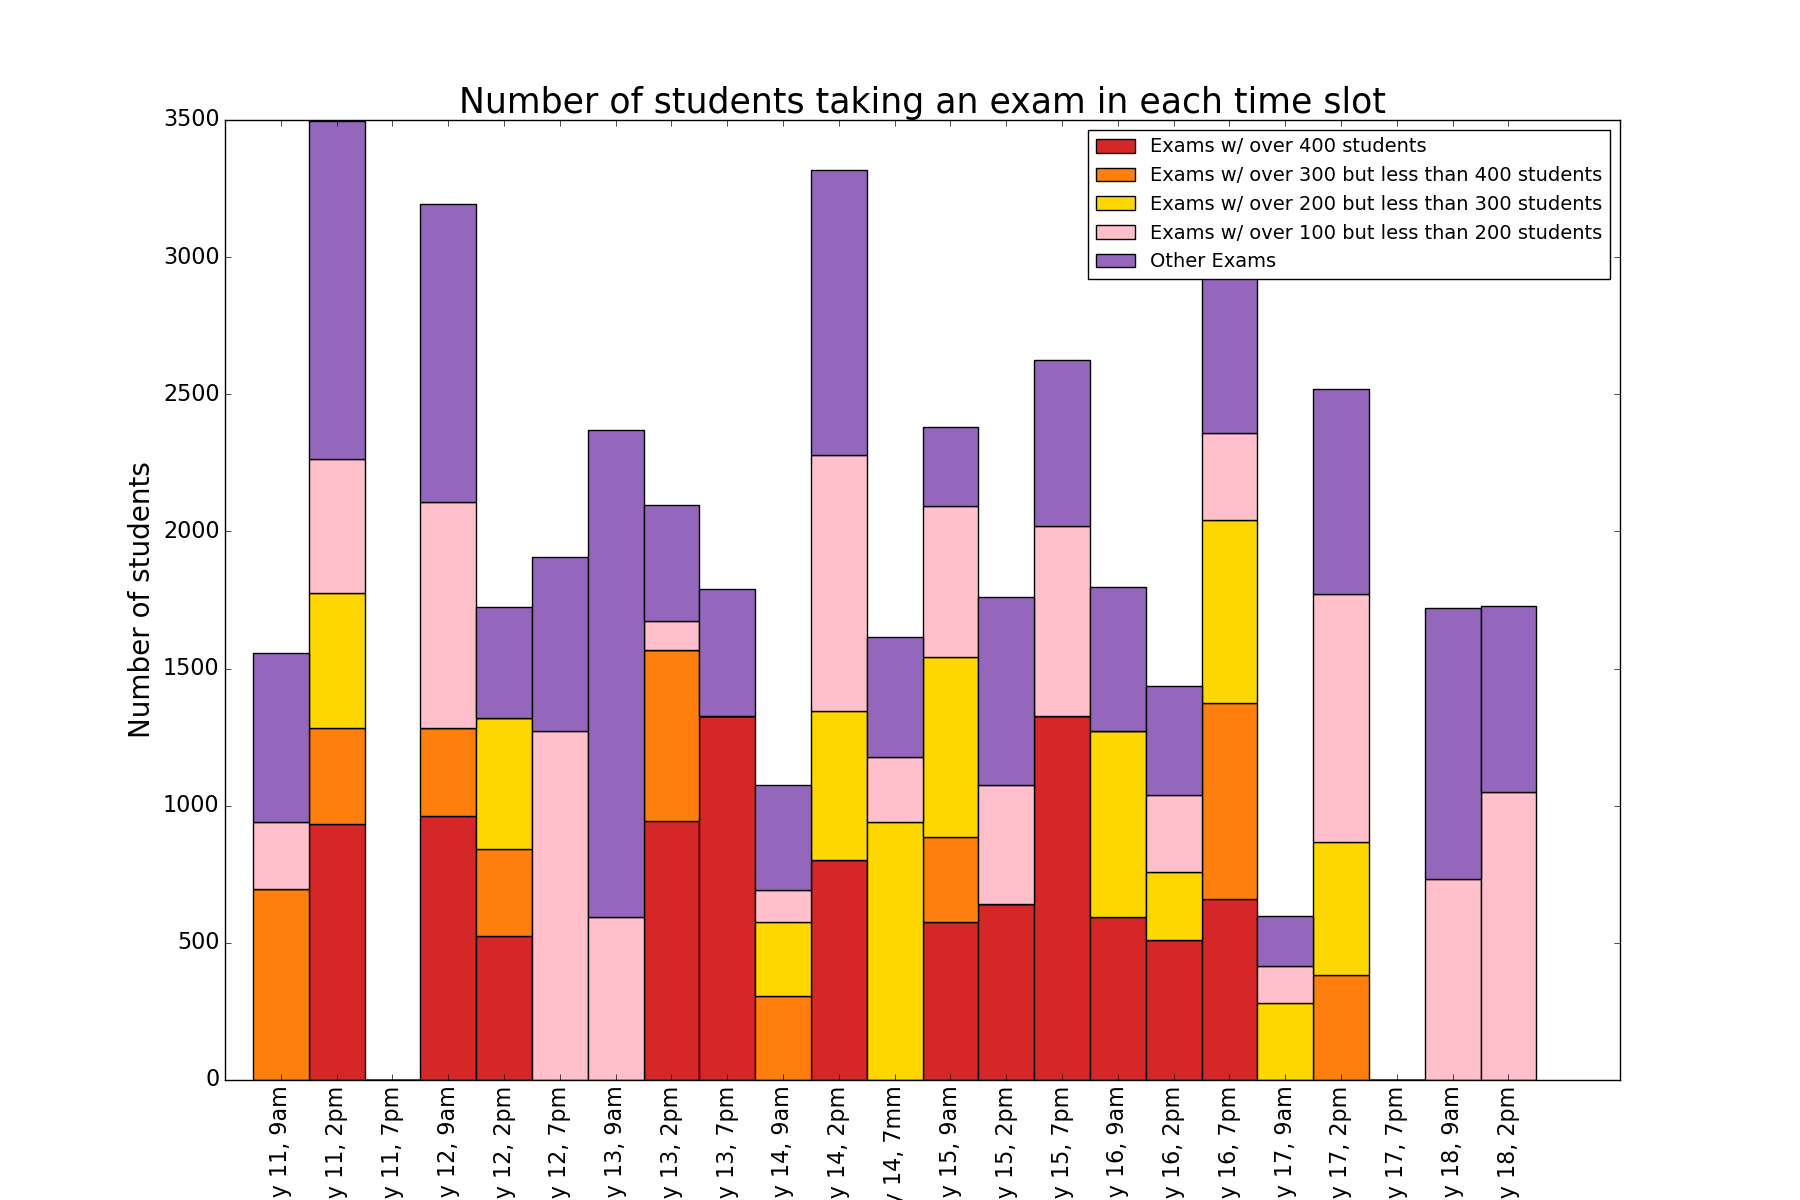 Number of students taking an exam in each time slot
Exams w/ over 400 students
Exams w/ over 300 but less than 400 students
Exams w/ over 200 but less than 300 students
Exams w/ over 100 but less than 200 students
Other Exams
3500
3000
2500
2000
1500
1000
500
0
Number of students
y 11, 9am
y 11, 2pm
y 11, 7pm
y 12, 9am
y 12, 2pm
y 12, 7pm
y 13, 9am
y 13, 2pm
y 13, 7pm
y 14, 9am
y 14, 2pm
y 14, 7mm
y 15, 9am
y 15, 2pm
y 15, 7pm
y 16, 9am
y 16, 2pm
y 16, 7pm
y 17, 9am
y 17, 2pm
y 17, 7pm
y 18, 9am
y 18, 2pm